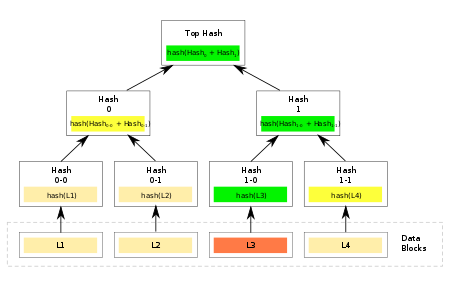 Top Hash
hash(Hash0 + Hash1)
Hash
0
hash(Hash0-0 + Hash0-1)
Hash
1
hash(Hash1-0 + Hash1-1)
Hash
0-0
hash(L1)
Hash
0-1
hash(L2)
Hash
1-0
hash(L3)
Hash
1-1
hash(L4)
L1
L2
L3
L4
Data
Blocks